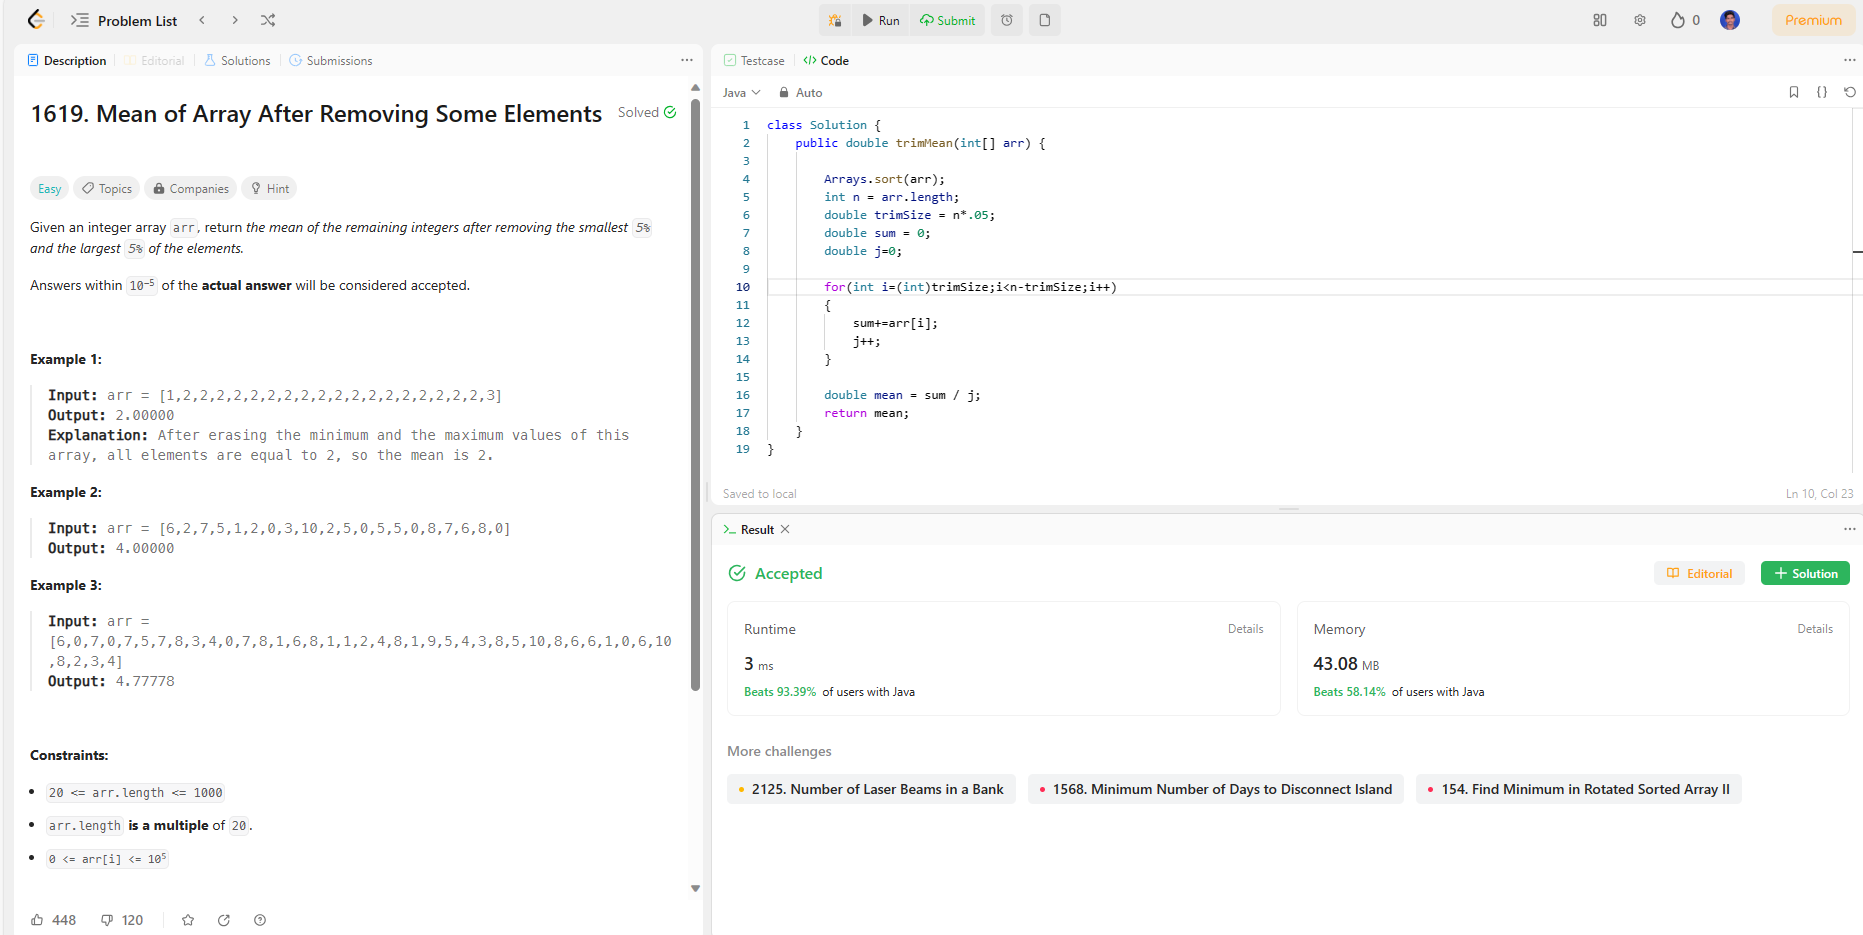 Problem List
Run
Submit
0
Premium
Description
Editorial
Solutions
Submissions
1619. Mean of Array After Removing Some Elements
Solved
Easy
Topics
Companies
Hint
Given an integer array arr, return the mean of the remaining integers after removing the smallest 5%
and the largest 5% of the elements.
Answers within 10⁻⁵ of the actual answer will be considered accepted.
Example 1:
Input: arr = [1,2,2,2,2,2,2,2,2,2,2,2,2,2,2,2,2,2,2,3]
Output: 2.00000
Explanation: After erasing the minimum and the maximum values of this
array, all elements are equal to 2, so the mean is 2.
Example 2:
Input: arr = [6,2,7,5,1,2,0,3,10,2,5,0,5,5,0,8,7,6,8,0]
Output: 4.00000
Example 3:
Input: arr =
[6,0,7,0,7,5,7,8,3,4,0,7,8,1,6,8,1,1,2,4,8,1,9,5,4,3,8,5,10,8,6,6,1,0,6,10
,8,2,3,4]
Output: 4.77778
Constraints:
20 <= arr.length <= 1000
arr.length is a multiple of 20.
0 <= arr[i] <= 10⁵
448
120
Testcase
Code
Java
Auto
1 class Solution {
2 public double trimMean(int[] arr) {
3
4 Arrays.sort(arr);
5 int n = arr.length;
6 double trimSize = n*.05;
7 double sum = 0;
8 double j=0;
9
10 for(int i=(int)trimSize;i<n-trimSize;i++)
11 {
12 sum+=arr[i];
13 j++;
14 }
15
16 double mean = sum / j;
17 return mean;
18 }
19 }
Saved to local
Ln 10, Col 23
Result
Accepted
Editorial
Solution
Runtime
Details
3 ms
Beats 93.39% of users with Java
Memory
Details
43.08 MB
Beats 58.14% of users with Java
More challenges
2125. Number of Laser Beams in a Bank
1568. Minimum Number of Days to Disconnect Island
154. Find Minimum in Rotated Sorted Array II